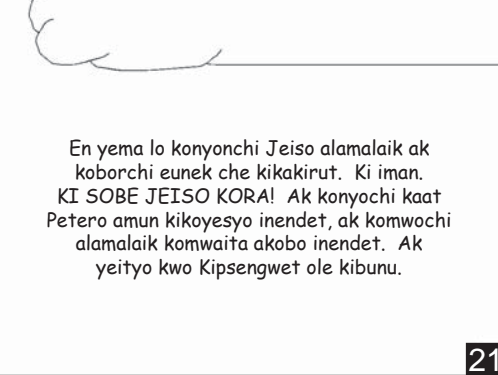 En yema lo konyonchi Jeiso alamalaik ak
koborchi eunek che kikakirut. Ki iman.
KI SOBE JEISO KORA! Ak konyochi kaat
Petero amun kikoyesyo inendet, ak komwochi
alamalaik komwaita akobo inendet. Ak
yeityo kwo Kipsengwet ole kibunu.
21